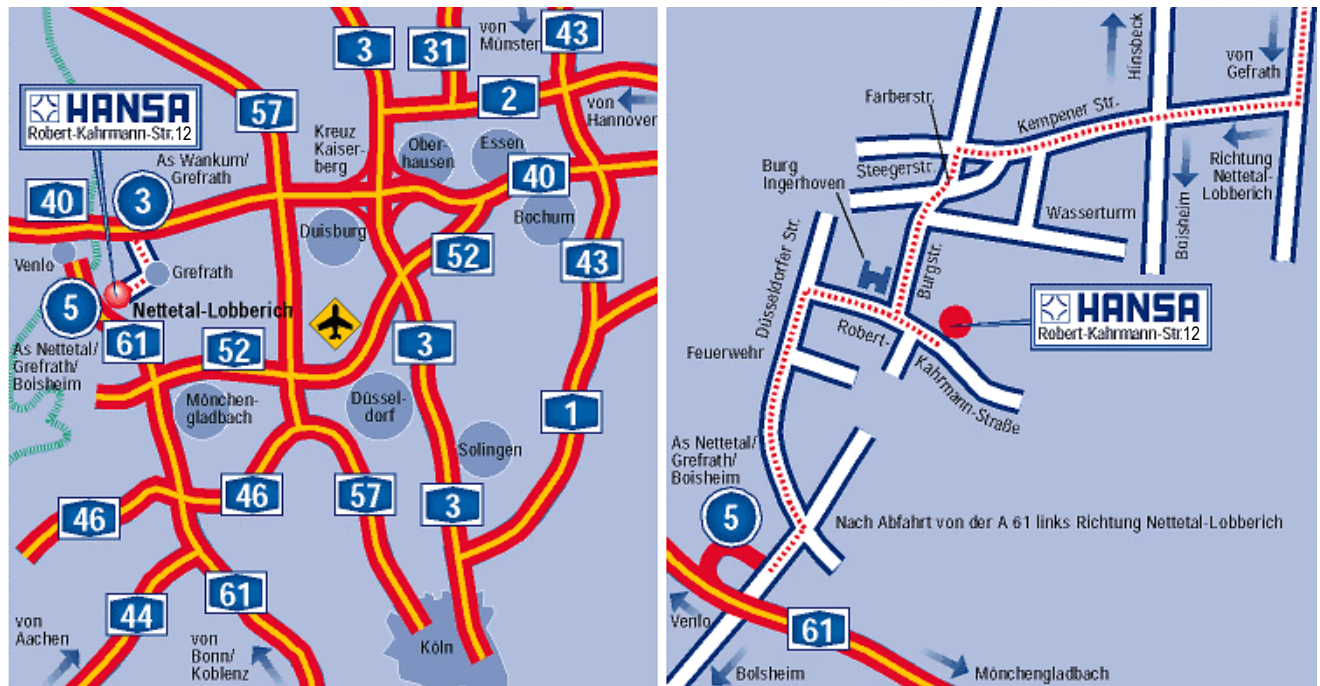 von
Münster
43
3
31
2
57
von
Hannover
HANSA
Robert-Kahrmann-Str.12
Kreuz
Kaiser-
berg
Ober-
hausen
Essen
As Wankum/
Grefrath
40
3
40
Bochum
Duisburg
52
43
Venlo
Grefrath
5
Nettetal-Lobberich
61
52
3
As Nettetal/
Grefrath/
Boisheim
Mönchen-
gladbach
Düssel-
dorf
1
Solingen
46
46
57
3
61
44
von
Aachen
von
Bonn/
Koblenz
Köln
Hinsbeck
von
Gefrath
Farberstr.
Kempener Str.
Steegerstr.
Burg
Ingerhoven
Richtung
Nettetal-
Lobberich
Wasserturm
Boisheim
Düsseldorfer Str.
Burgstr.
HANSA
Robert-Kahrmann-Str.12
Robert-
Kahrmann-Straße
Feuerwehr
As Nettetal/
Grefrath/
Boisheim
5
Nach Abfahrt von der A 61 links Richtung Nettetal-Lobberich
Venlo
61
Bolsheim
Mönchengladbach